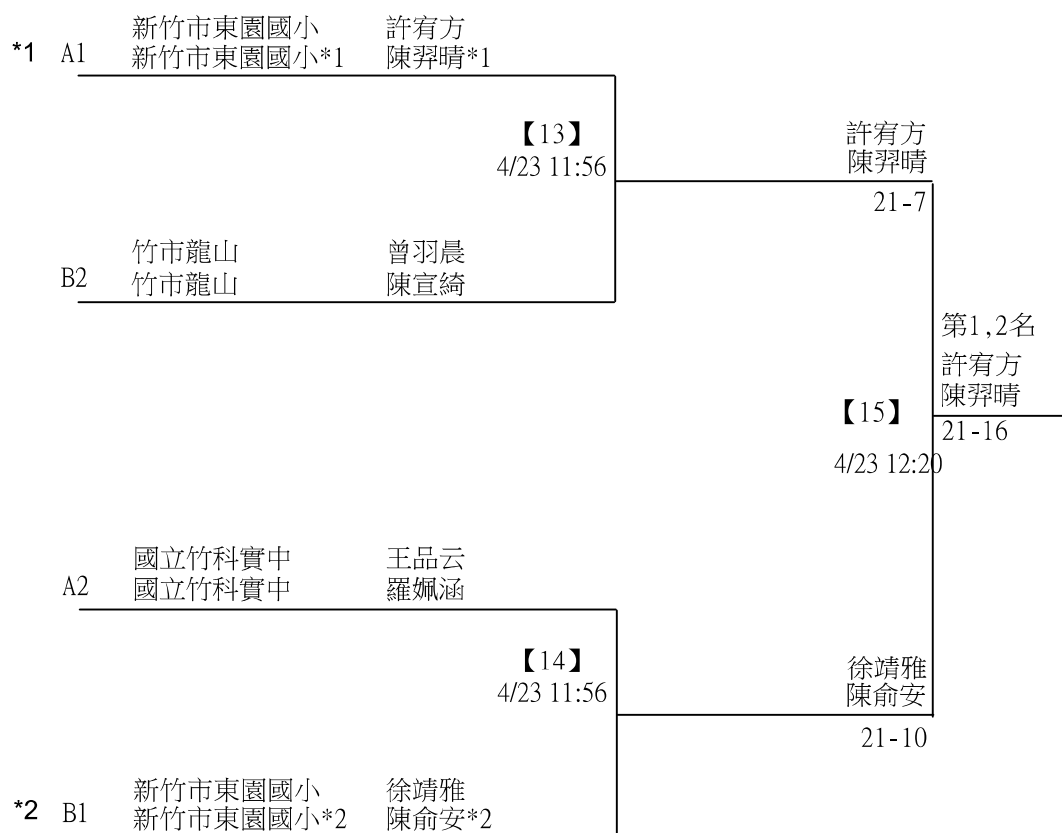 新竹市東園國小 許宥方
*1 A1 新竹市東園國小*1 陳羿晴*1
【13】
4/23 11:56
許宥方
陳羿晴
21-7
竹市龍山 曾羽晨
B2 竹市龍山 陳宣綺
第1,2名
許宥方
陳羿晴
【15】
21-16
4/23 12:20
國立竹科實中 王品云
A2 國立竹科實中 羅姵涵
【14】
4/23 11:56
徐靖雅
陳俞安
21-10
新竹市東園國小 徐靖雅
*2 B1 新竹市東園國小*2 陳俞安*2